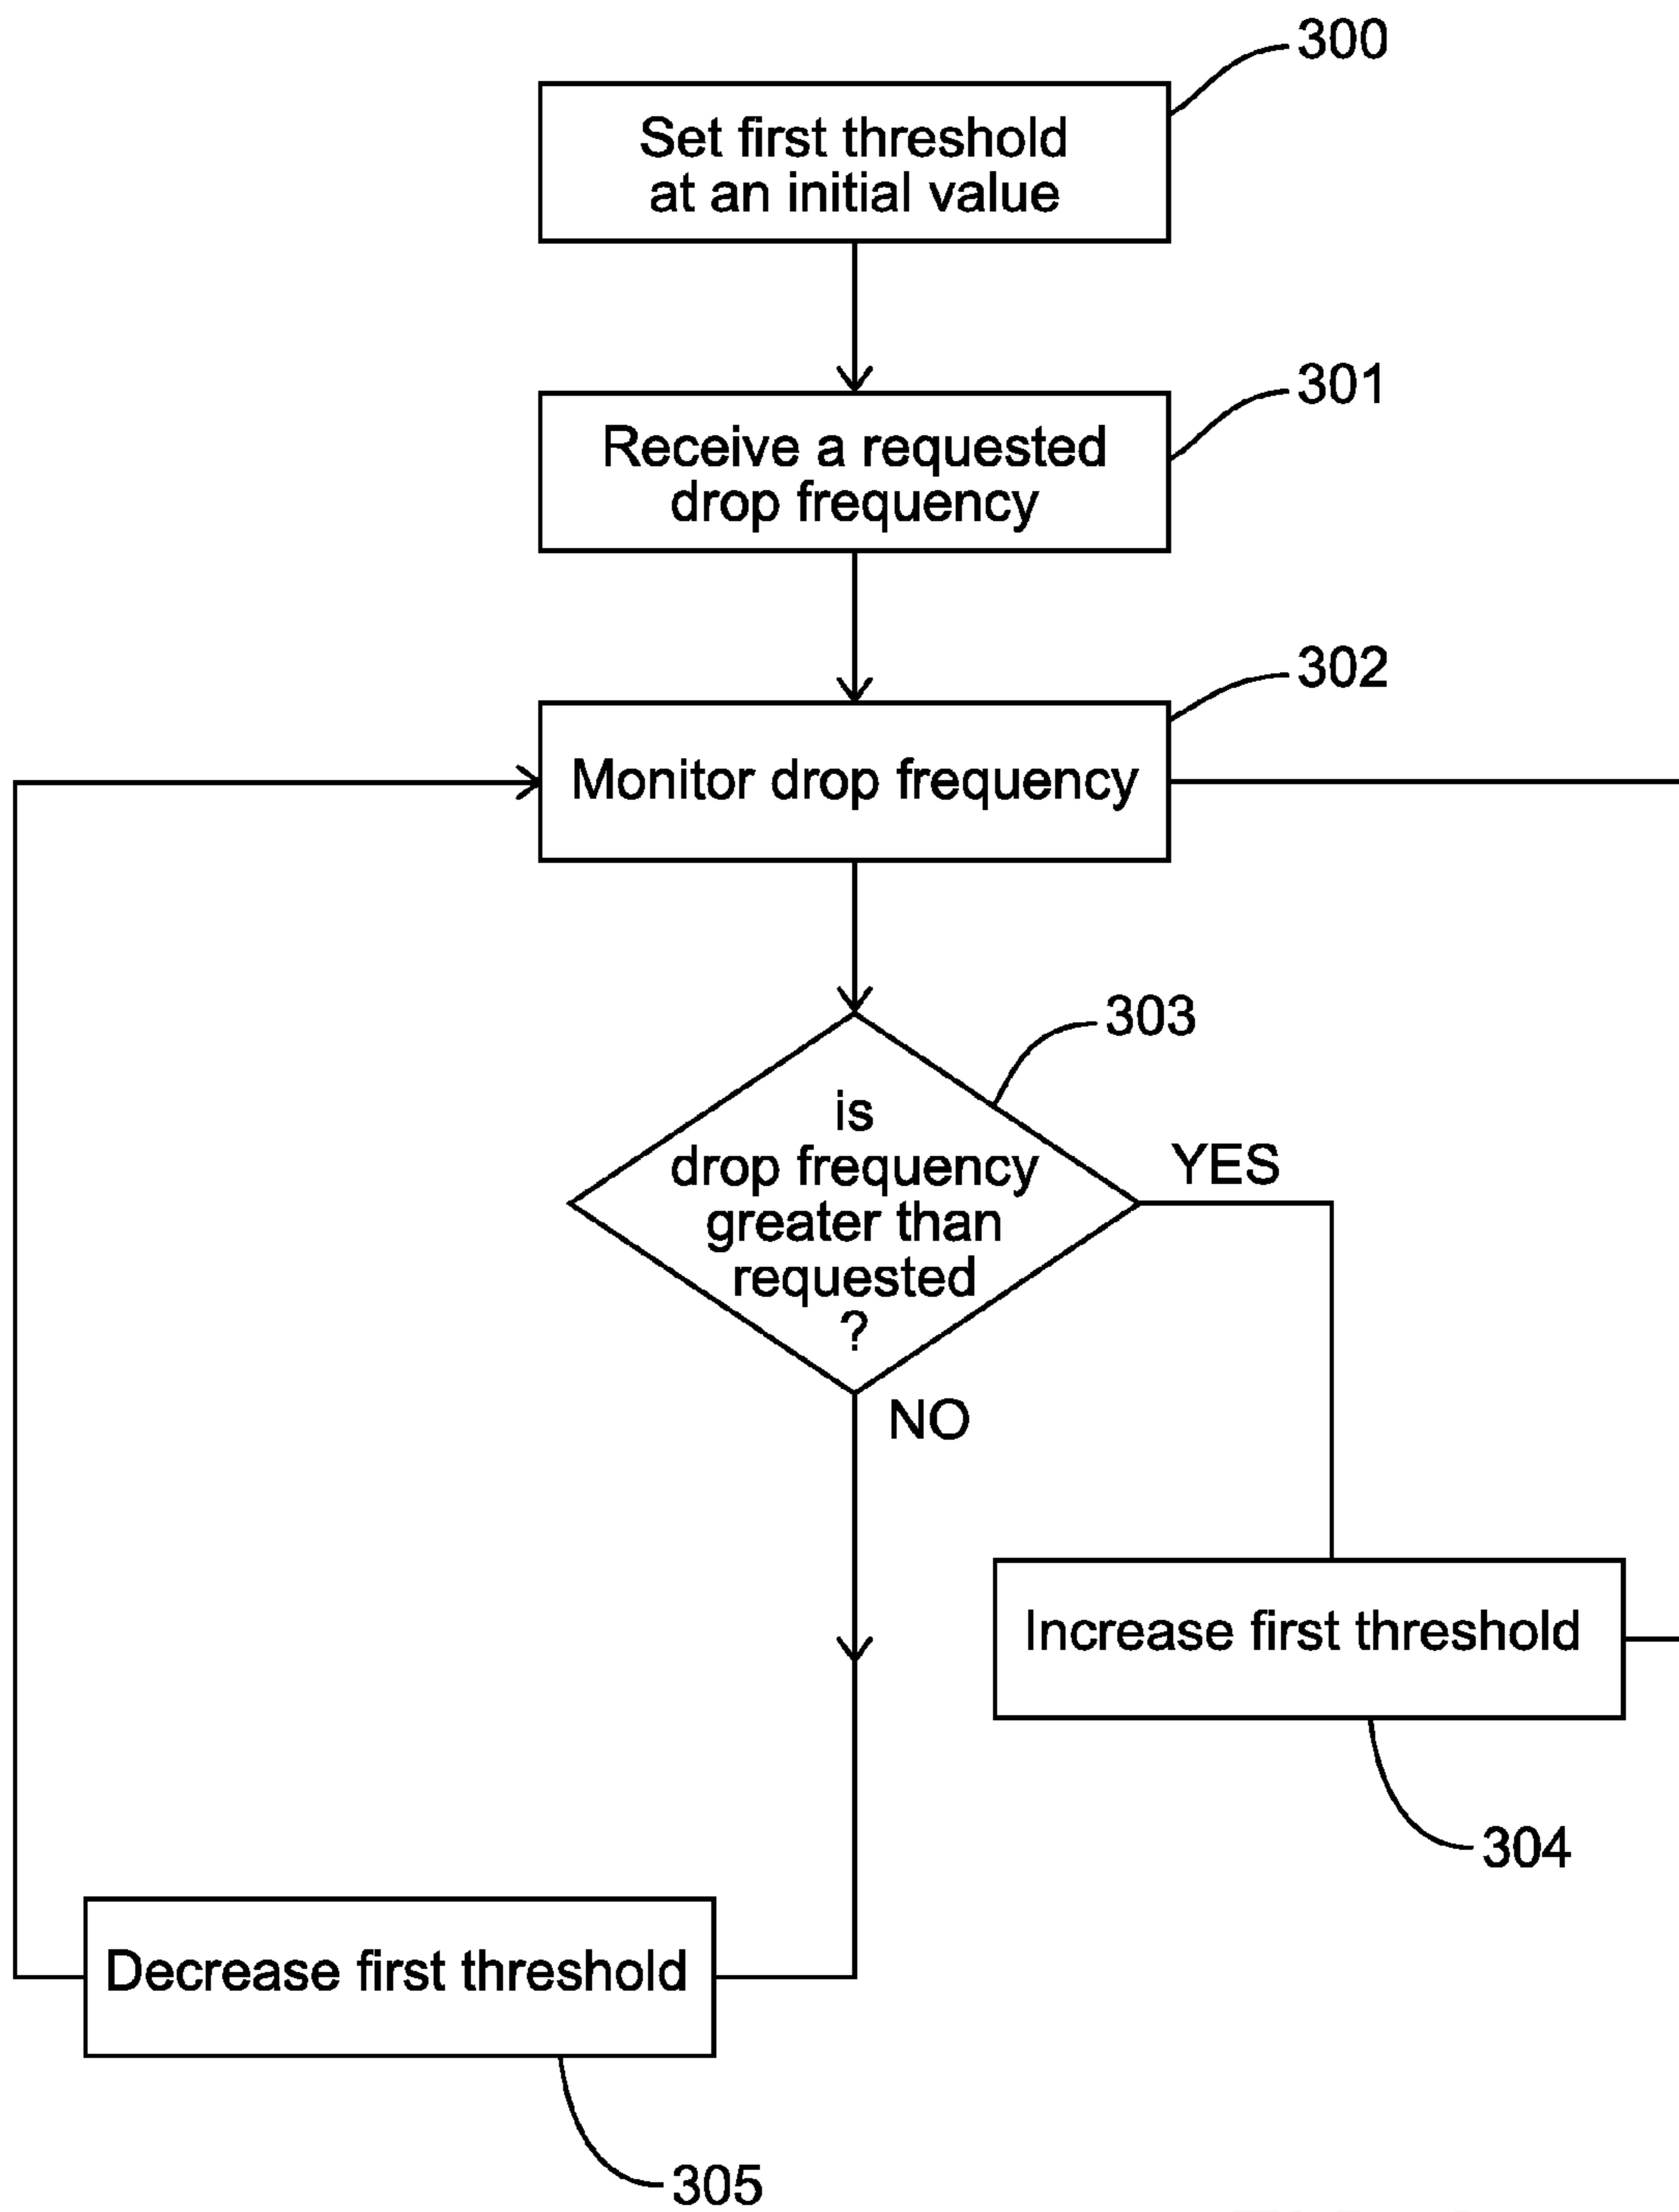 300
Set first threshold
at an initial value
301
Receive a requested
drop frequency
302
Monitor drop frequency
303
is
drop frequency
greater than
requested
?
YES
NO
Increase first threshold
304
Decrease first threshold
305